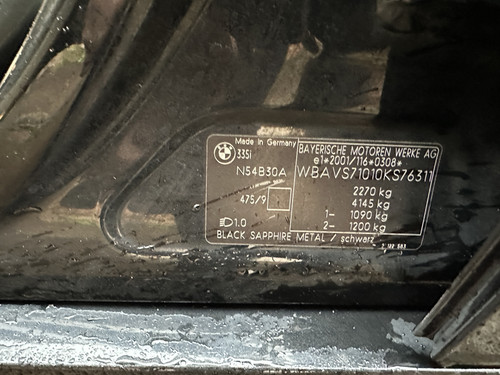 Made in Germany
335I
N54B30A
475/9
1.0
BAYERISCHE MOTOREN WERKE AG
e1*2001/116*0308*
WBAVS71010KS76311
2270 kg
4145 kg
1- 1090 kg
2- 1200 kg
BLACK SAPPHIRE METAL / schwarz